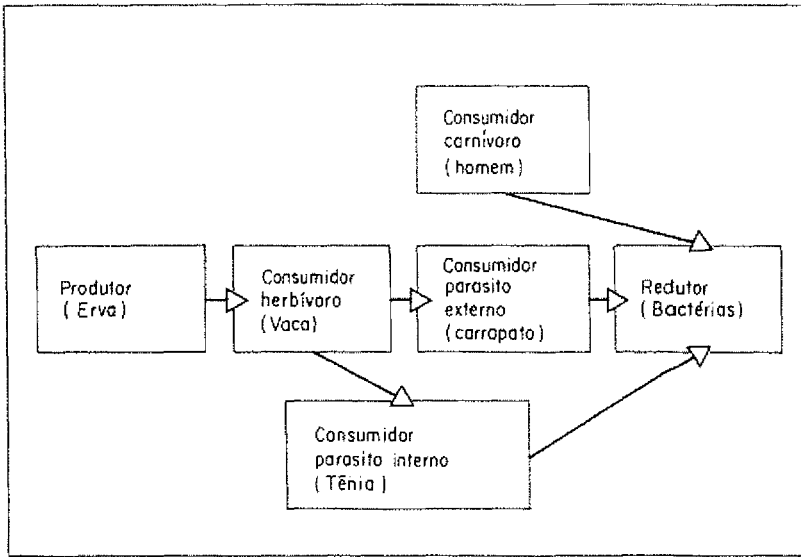 Consumidor
carnívoro
(homem)
Produtor
(Erva)
Consumidor
herbívoro
(Vaca)
Consumidor
parasito
externo
(carrapato)
Redutor
(Bactérias)
Consumidor
parasito interno
(Tênia)